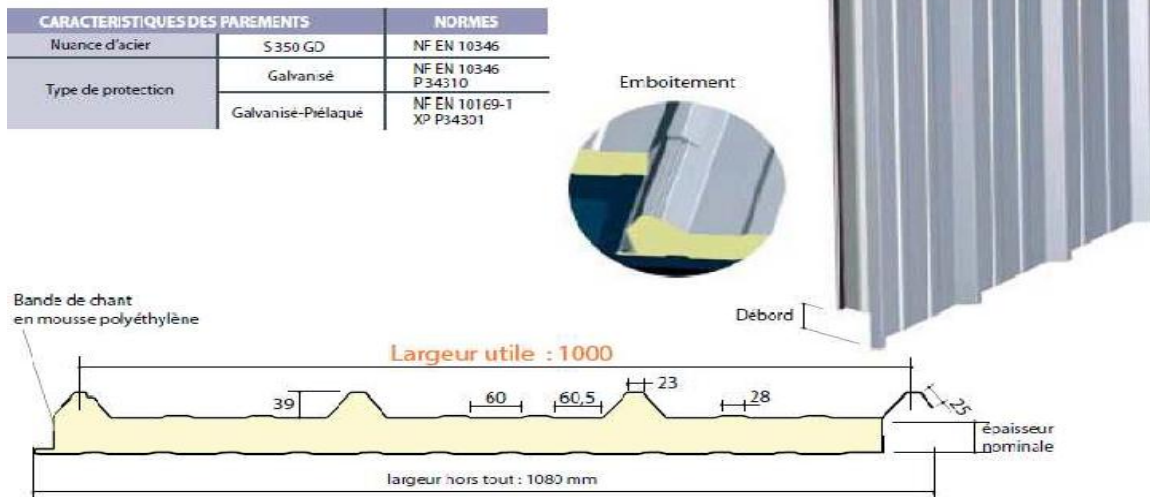 CARACTERISTIQUES DES PAREMENTS NORMES
Nuance d'acier S 350 GD NF EN 10346
Type de protection Galvanisé NF EN 10346
P 34310
Galvanisé-Prélaqué NF EN 10169-1
XP P34301
Emboitement
Débord
Bande de chant
en mousse polyéthylène
Largeur utile : 1000
39
60
60,5
23
28
25
épaisseur
nominale
largeur hors tout : 1080 mm